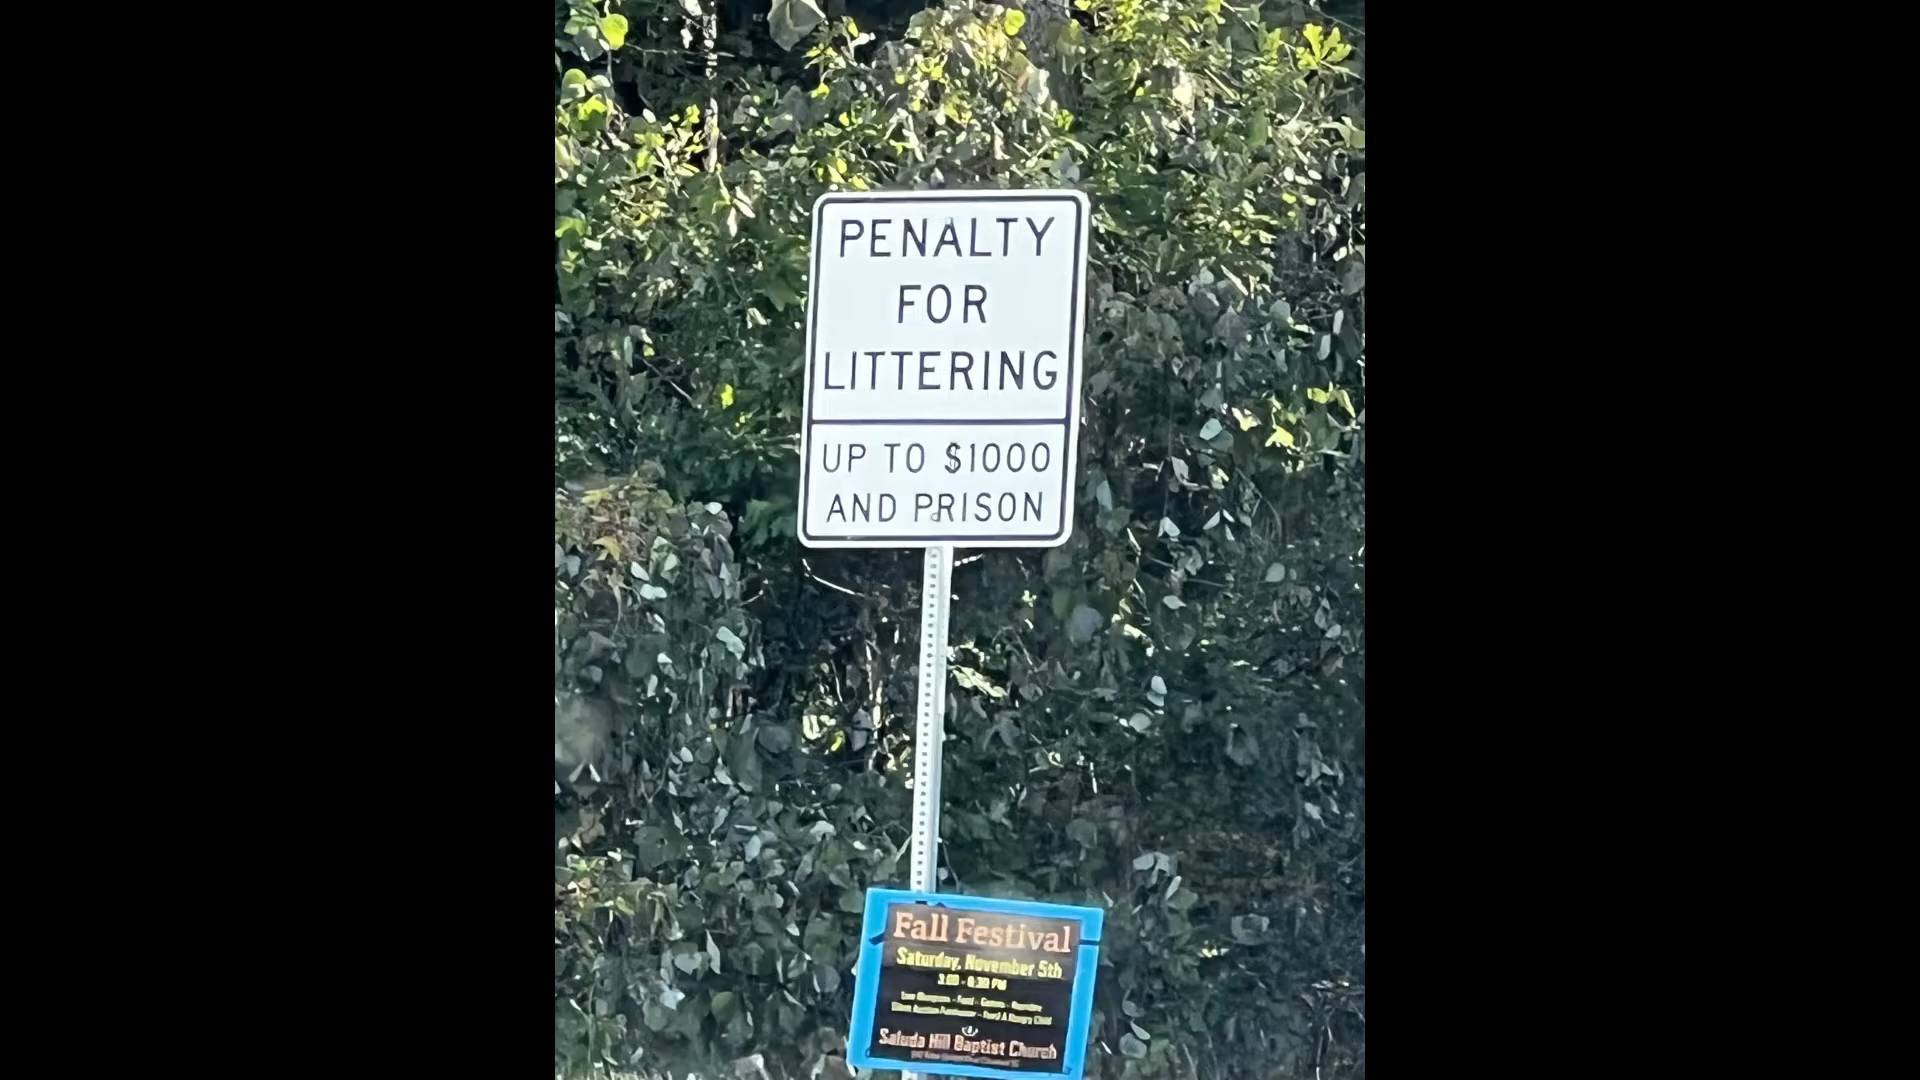 PENALTY
FOR
LITTERING
UP TO $1000
AND PRISON
Fall Festival
Saturday, November 5th
Saluda Hill Baptist Church